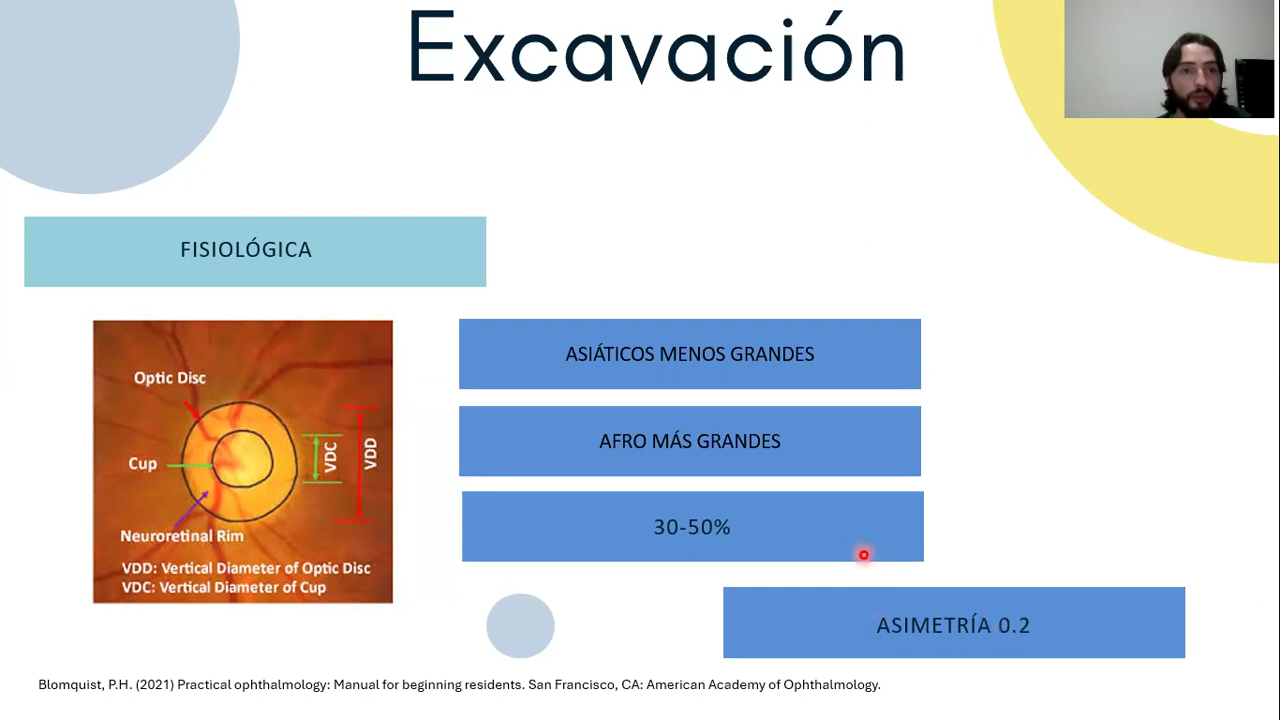 Excavación
FISIOLÓGICA
Optic Disc
Cup
Neuroretinal Rim
VDC
VDD
VDD: Vertical Diameter of Optic Disc
VDC: Vertical Diameter of Cup
ASIÁTICOS MENOS GRANDES
AFRO MÁS GRANDES
30-50%
ASIMETRÍA 0.2
Blomquist, P.H. (2021) Practical ophthalmology: Manual for beginning residents. San Francisco, CA: American Academy of Ophthalmology.